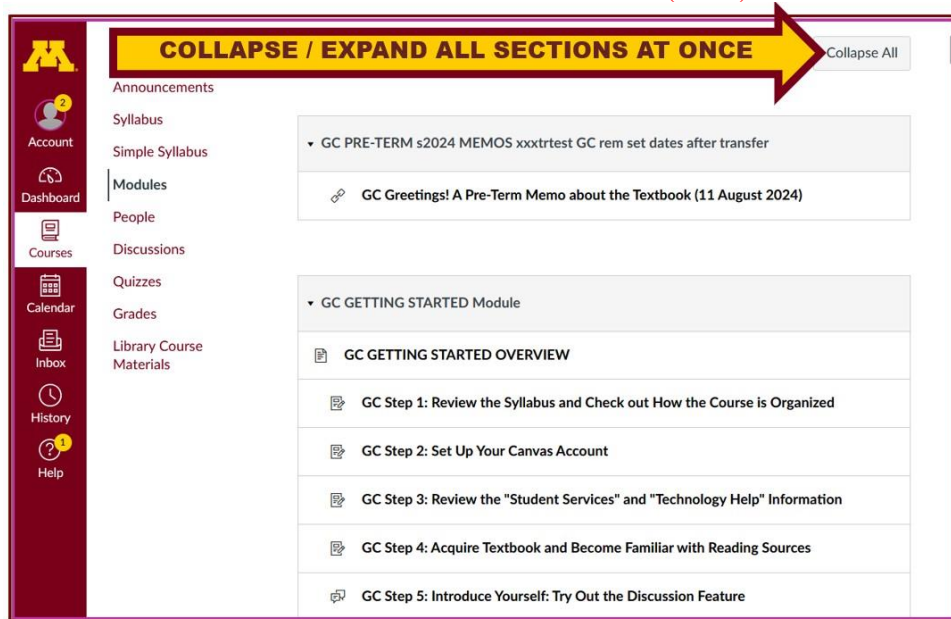 COLLAPSE / EXPAND ALL SECTIONS AT ONCE
Collapse All
M
2
Account
Dashboard
Courses
Calendar
Inbox
History
1
Help
Announcements
Syllabus
Simple Syllabus
Modules
People
Discussions
Quizzes
Grades
Library Course
Materials
GC PRE-TERM s2024 MEMOS xxxtrtest GC rem set dates after transfer
GC Greetings! A Pre-Term Memo about the Textbook (11 August 2024)
GC GETTING STARTED Module
GC GETTING STARTED OVERVIEW
GC Step 1: Review the Syllabus and Check out How the Course is Organized
GC Step 2: Set Up Your Canvas Account
GC Step 3: Review the "Student Services" and "Technology Help" Information
GC Step 4: Acquire Textbook and Become Familiar with Reading Sources
GC Step 5: Introduce Yourself: Try Out the Discussion Feature